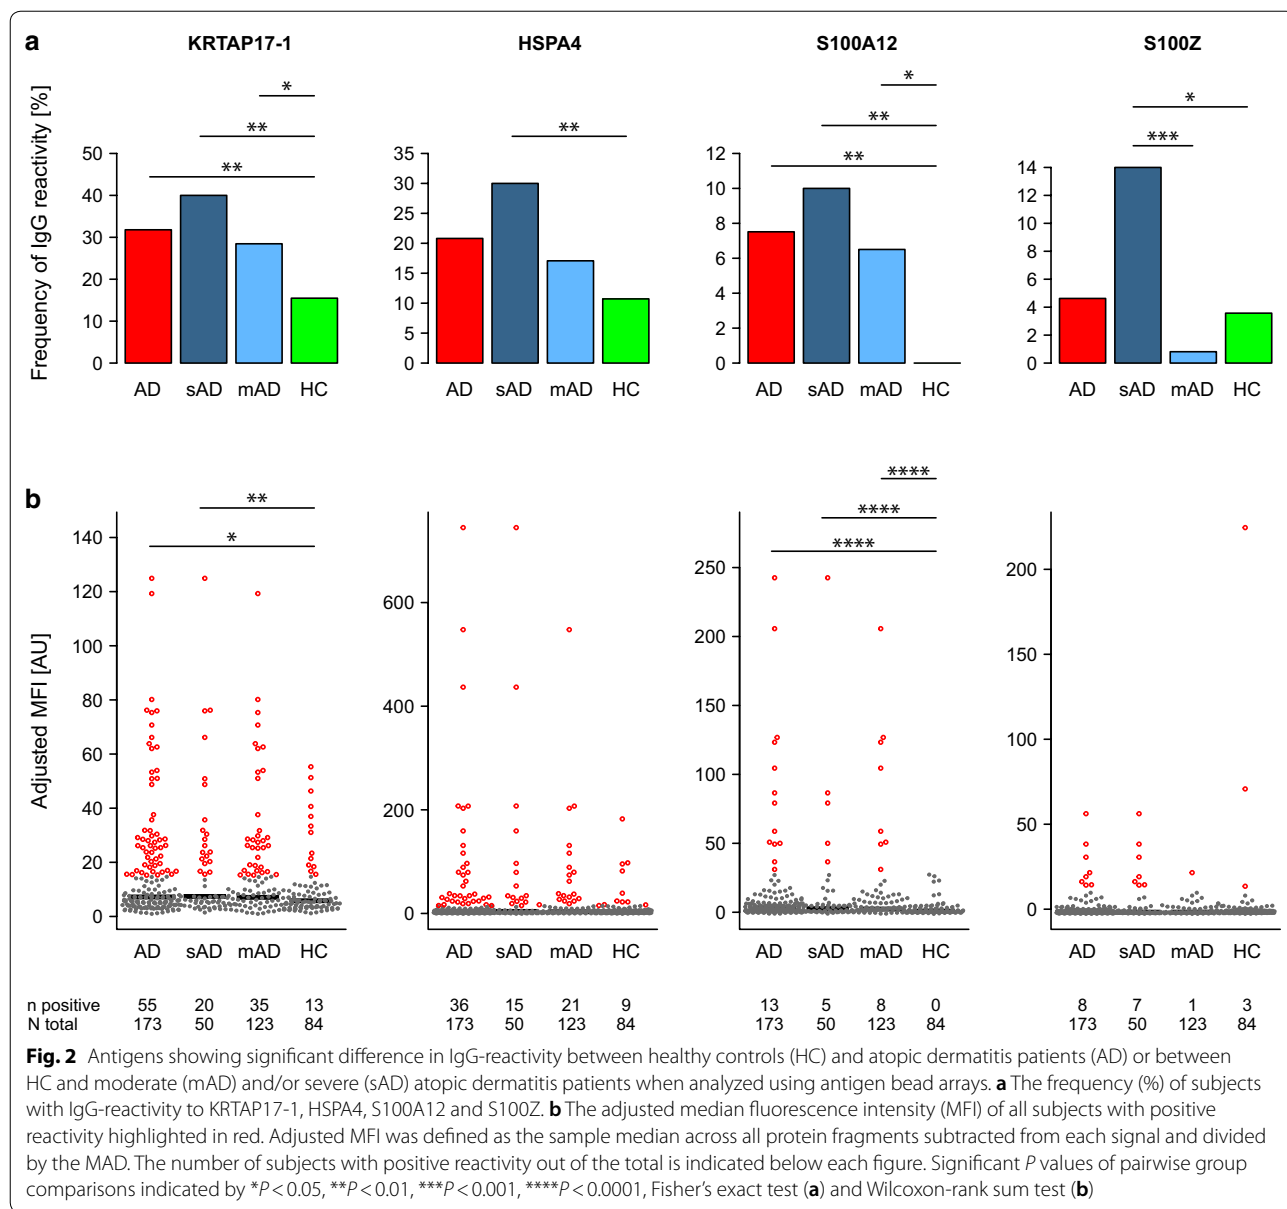 a
KRTAP17-1
HSPA4
S100A12
S100Z
Frequency of IgG reactivity [%]
*
**
**
50
40
30
20
10
0
AD sAD mAD HC
**
35
30
25
20
15
10
5
0
AD sAD mAD HC
*
**
**
12
10
8
6
4
2
0
AD sAD mAD HC
*
***
14
12
10
8
6
4
2
0
AD sAD mAD HC
b
Adjusted MFI [AU]
**
*
140
120
100
80
60
40
20
0
AD sAD mAD HC
600
400
200
0
AD sAD mAD HC
****
****
****
250
200
150
100
50
0
AD sAD mAD HC
200
150
100
50
0
AD sAD mAD HC
n positive 55 20 35 13 36 15 21 9 13 5 8 0 8 7 1 3
N total 173 50 123 84 173 50 123 84 173 50 123 84 173 50 123 84
Fig. 2 Antigens showing significant difference in IgG-reactivity between healthy controls (HC) and atopic dermatitis patients (AD) or between
HC and moderate (mAD) and/or severe (sAD) atopic dermatitis patients when analyzed using antigen bead arrays. a The frequency (%) of subjects
with IgG-reactivity to KRTAP17-1, HSPA4, S100A12 and S100Z. b The adjusted median fluorescence intensity (MFI) of all subjects with positive
reactivity highlighted in red. Adjusted MFI was defined as the sample median across all protein fragments subtracted from each signal and divided
by the MAD. The number of subjects with positive reactivity out of the total is indicated below each figure. Significant P values of pairwise group
comparisons indicated by *P < 0.05, **P < 0.01, ***P < 0.001, ****P < 0.0001, Fisher's exact test (a) and Wilcoxon-rank sum test (b)